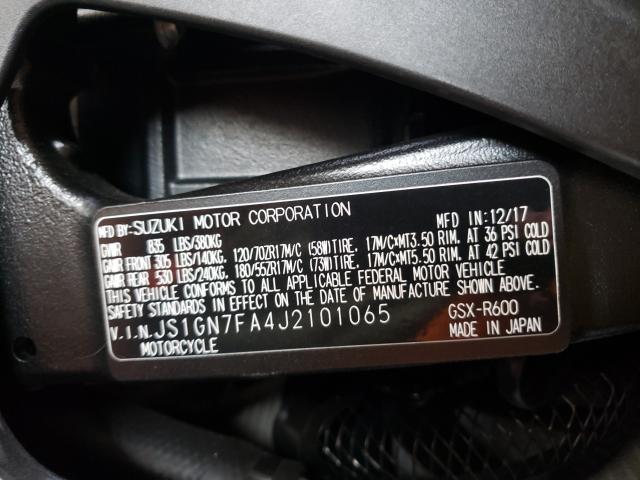 MFD BY:SUZUKI MOTOR CORPORATION MFD IN:12/17
GVWR 835 LBS/380KG
GAWR FRONT 305 LBS/140KG, 120/70ZR17M/C (58W)TIRE, 17M/C×MT3.50 RIM, AT 36 PSI COLD
GAWR REAR 530 LBS/240KG, 180/55ZR17M/C (73W)TIRE, 17M/C×MT5.50 RIM, AT 42 PSI COLD
THIS VEHICLE CONFORMS TO ALL APPLICABLE FEDERAL MOTOR VEHICLE
SAFETY STANDARDS IN EFFECT ON THE DATE OF MANUFACTURE SHOWN ABOVE.
V.I.N.JS1GN7FA4J2101065 GSX-R600
MOTORCYCLE MADE IN JAPAN